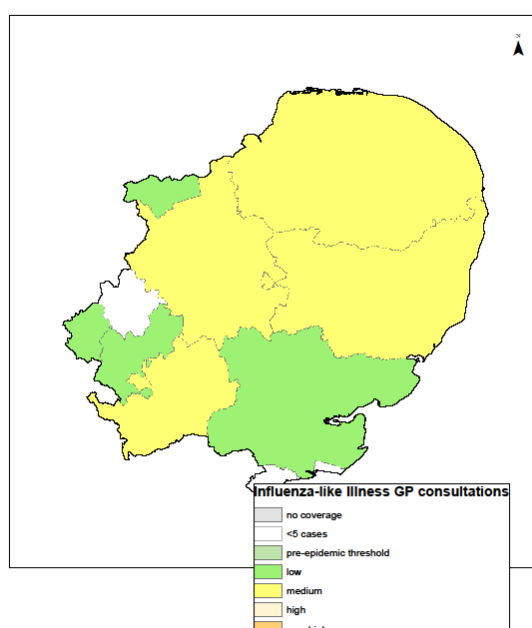 N
Influenza-like Illness GP consultations
no coverage
<5 cases
pre-epidemic threshold
low
medium
high